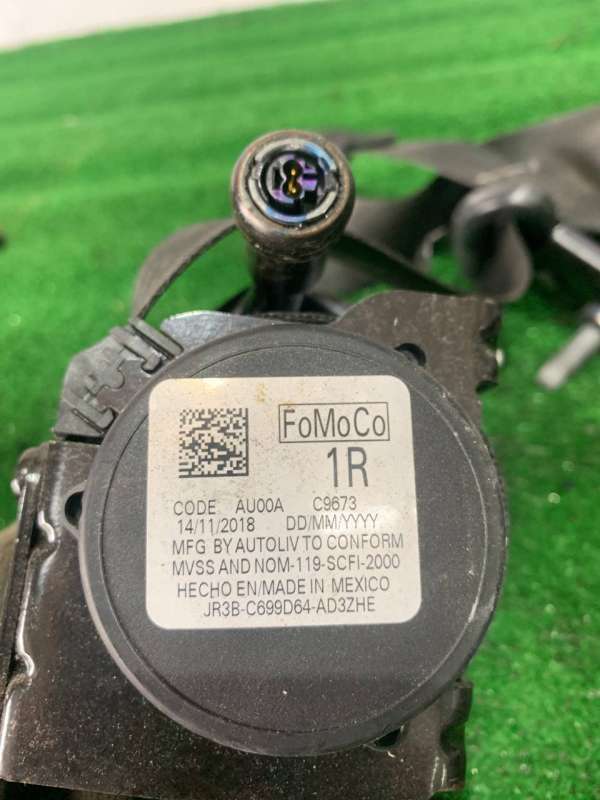 FoMoCo
1R
CODE AU00A C9673
14/11/2018 DD/MM/YYYY
MFG BY AUTOLIV TO CONFORM
MVSS AND NOM-119-SCFI-2000
HECHO EN/MADE IN MEXICO
JR3B-C699D64-AD3ZHE